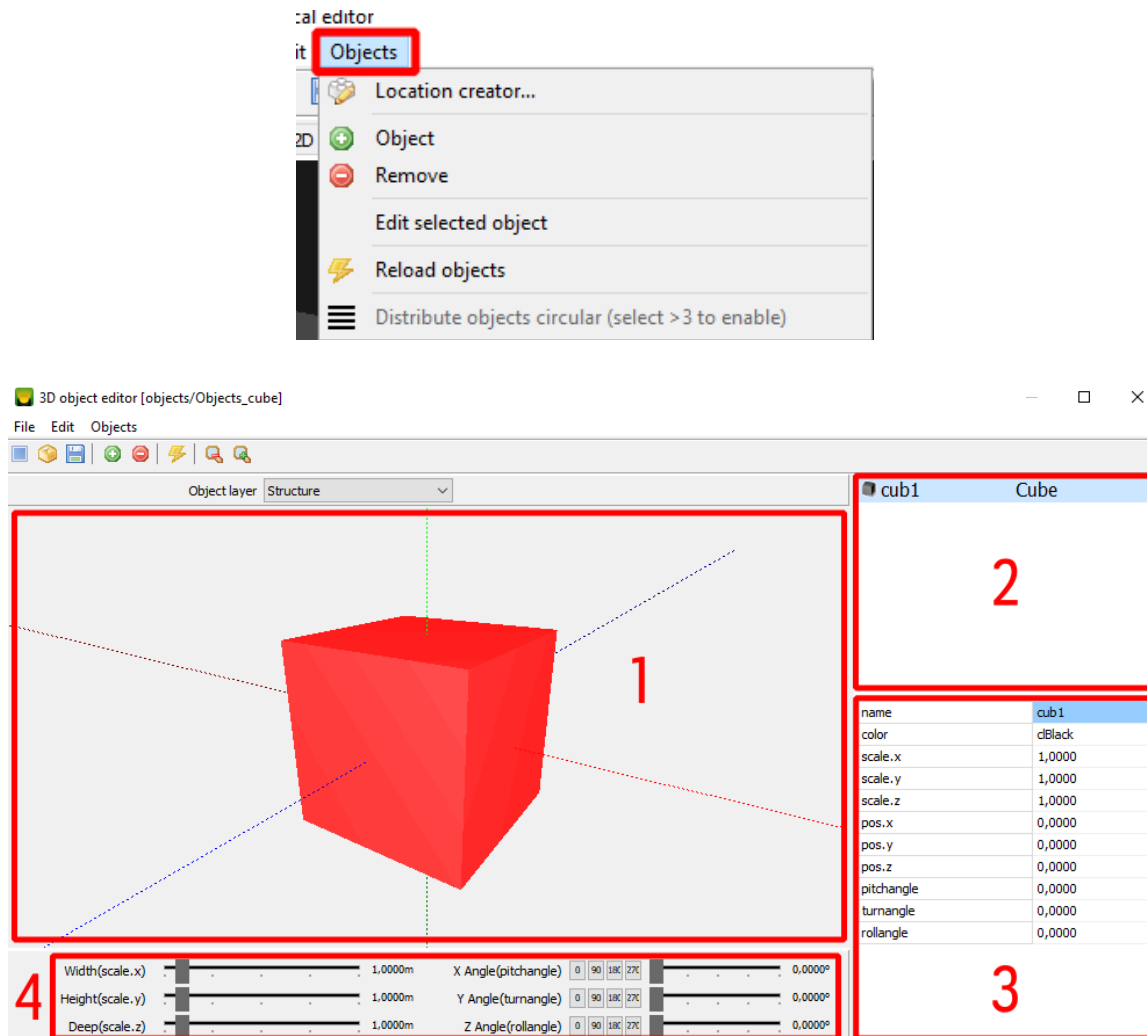 cal editor
it Objects
Location creator...
2D
Object
Remove
Edit selected object
Reload objects
Distribute objects circular (select >3 to enable)
3D object editor [objects/Objects_cube]
File Edit Objects
Object layer Structure
cub1 Cube
1
2
name cub1
color clBlack
scale.x 1,0000
scale.y 1,0000
scale.z 1,0000
pos.x 0,0000
pos.y 0,0000
pos.z 0,0000
pitchangle 0,0000
turnangle 0,0000
rollangle 0,0000
3
4
Width(scale.x) 1,0000m X Angle(pitchangle) 0 90 180 270 0,0000º
Height(scale.y) 1,0000m Y Angle(turnangle) 0 90 180 270 0,0000º
Deep(scale.z) 1,0000m Z Angle(rollangle) 0 90 180 270 0,0000º